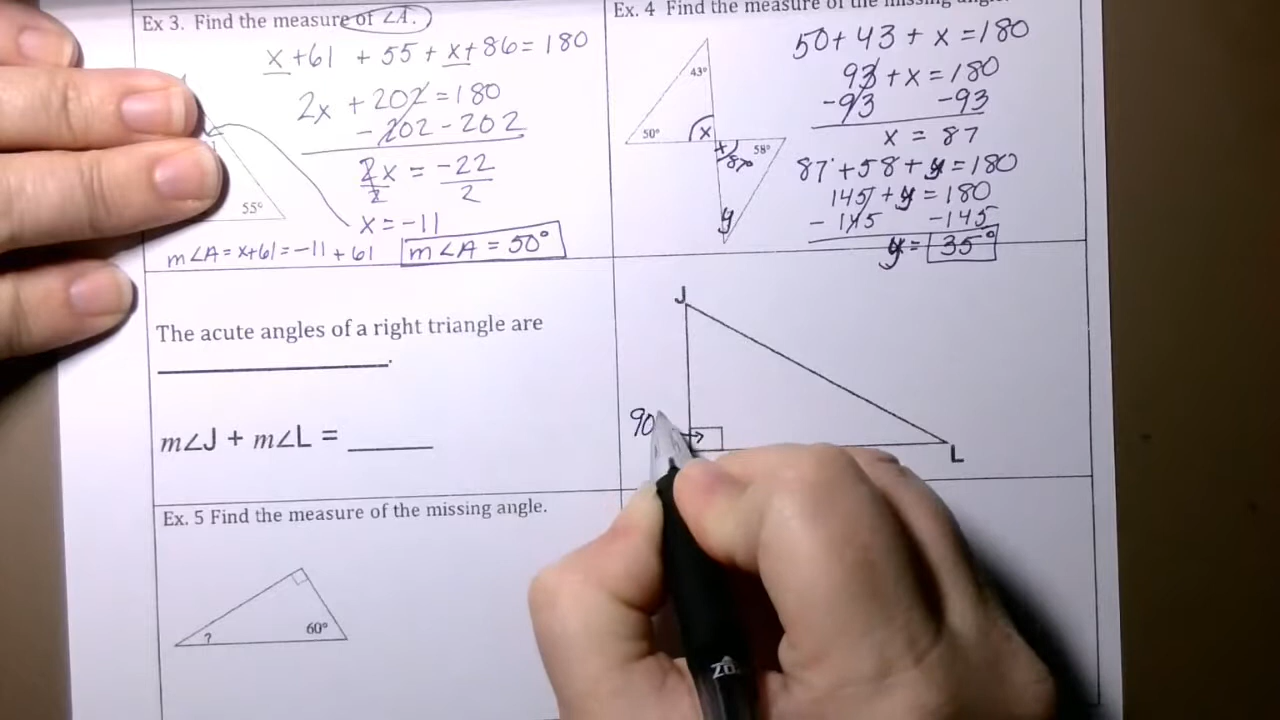 Ex 3. Find the measure of ∠A.
x +61 + 55 + x + 86 = 180
2x + 202 = 180
- 202 - 202
2x = -22
2 2
x = -11
55°
m∠A = x+61 = -11 + 61
m∠A = 50°
Ex. 4 Find the measure of the missing angle.
43°
50°
x
x
87°
58°
y
50 + 43 + x = 180
93 + x = 180
-93 -93
x = 87
87 + 58 + y = 180
145 + y = 180
- 145 -145
y = 35°
The acute angles of a right triangle are
____________.
m∠J + m∠L = ______
J
90
L
Ex. 5 Find the measure of the missing angle.
?
60°